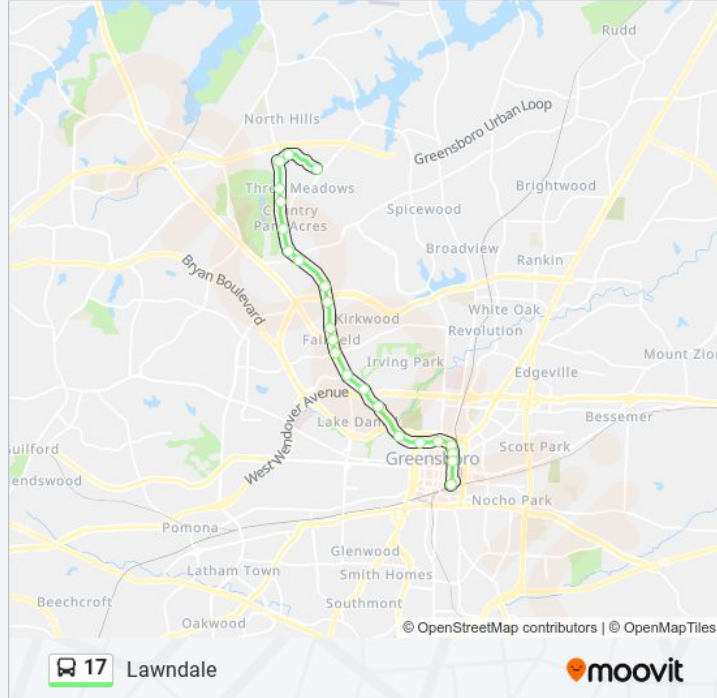 Rudd
North Hills
Greensboro Urban Loop
Three Meadows
Brightwood
Country
Park Acres
Spicewood
Broadview
Rankin
Bryan Boulevard
White Oak
Kirkwood
Revolution
Fairfield
Mount Zion
Irving Park
Edgeville
West Wendover Avenue
Bessemer
Lake Dan
Scott Park
Greensboro
Guilford
endswood
Nocho Park
Pomona
Glenwood
Latham Town
Smith Homes
Beechcroft
Southmont
Oakwood
© OpenStreetMap contributors | © OpenMapTiles
17 Lawndale
moovit